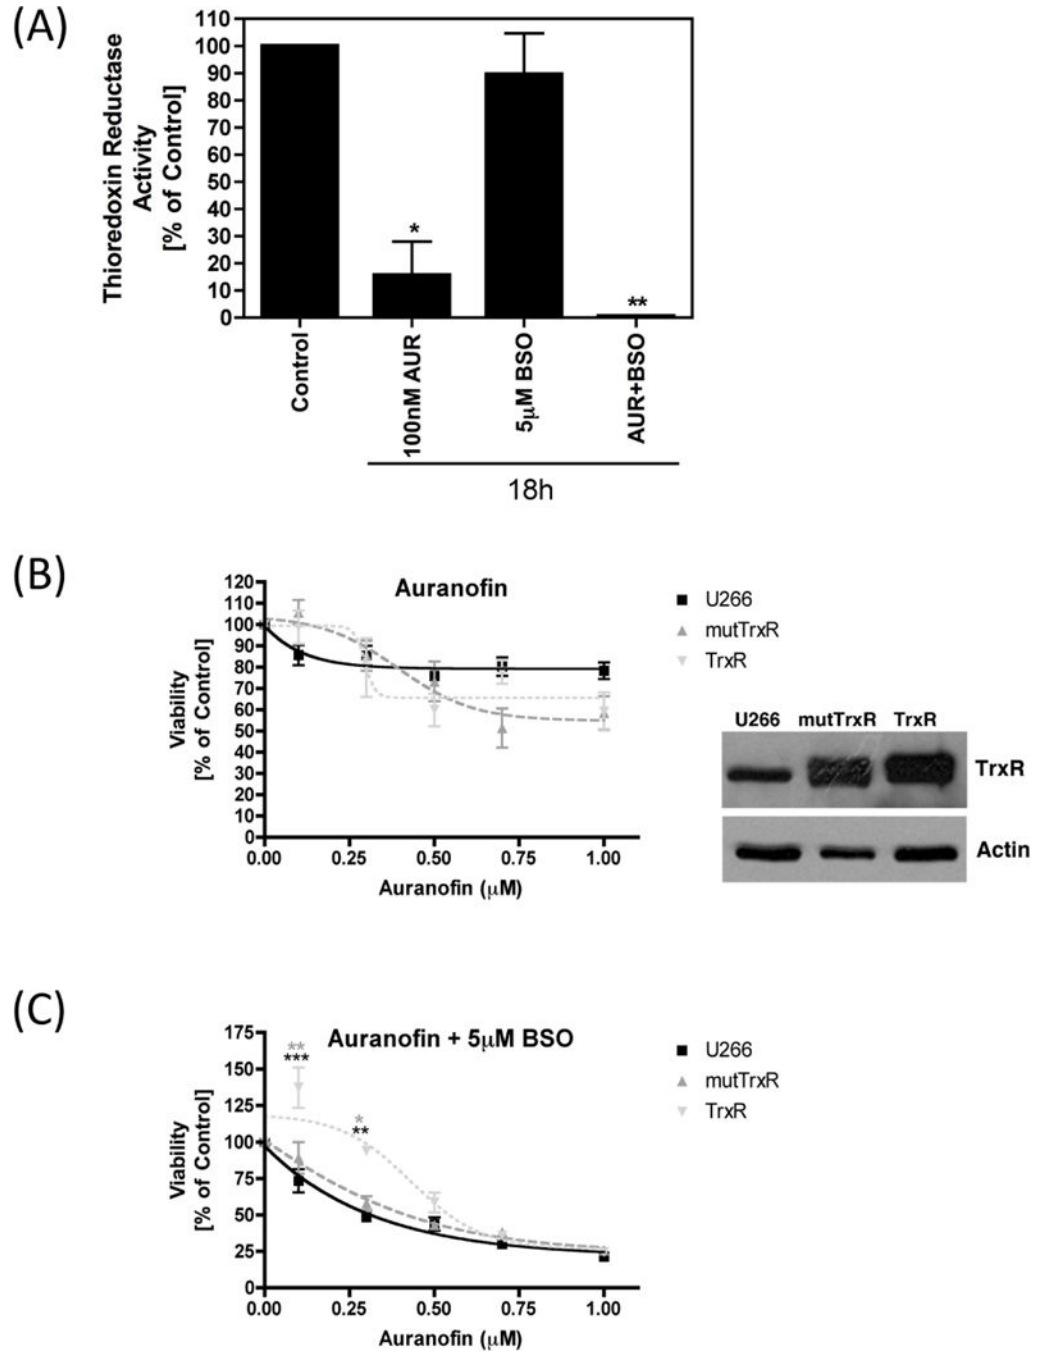 (A)
Thioredoxin Reductase
Activity
[% of Control]
110
100
90
80
70
60
50
40
30
20
10
0
*
**
Control
100nM AUR
5μM BSO
AUR+BSO
18h
(B)
Auranofin
Viability
[% of Control]
120
110
100
90
80
70
60
50
40
30
20
10
0
0.00 0.25 0.50 0.75 1.00
Auranofin (μM)
U266
mutTrxR
TrxR
U266 mutTrxR TrxR
TrxR
Actin
(C)
Auranofin + 5μM BSO
Viability
[% of Control]
175
150
125
100
75
50
25
0
**
***
*
**
0.00 0.25 0.50 0.75 1.00
Auranofin (μM)
U266
mutTrxR
TrxR